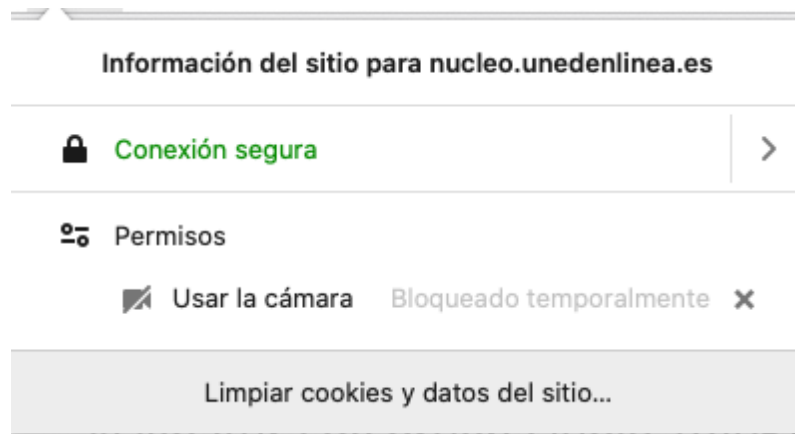 Información del sitio para nucleo.unedenlinea.es
Conexión segura
Permisos
Usar la cámara Bloqueado temporalmente
Limpiar cookies y datos del sitio...